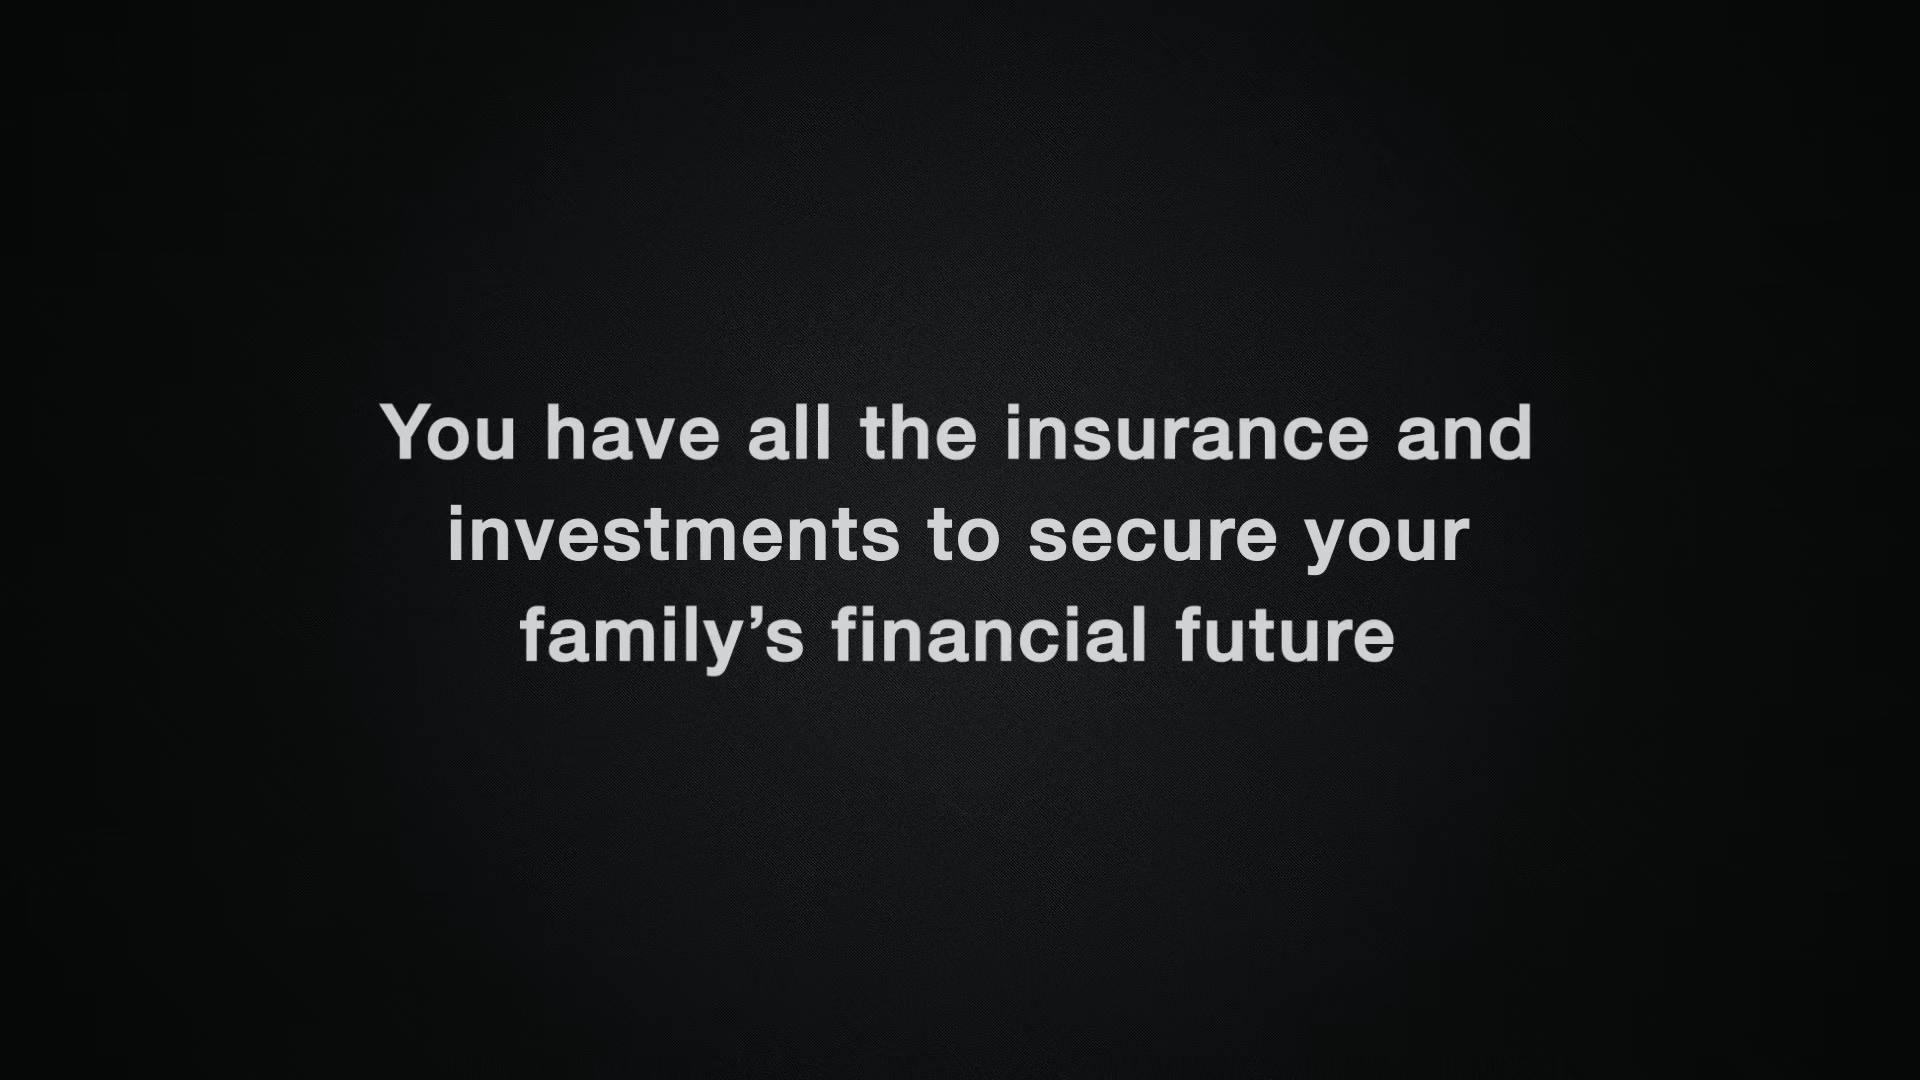 You have all the insurance and
investments to secure your
family’s financial future